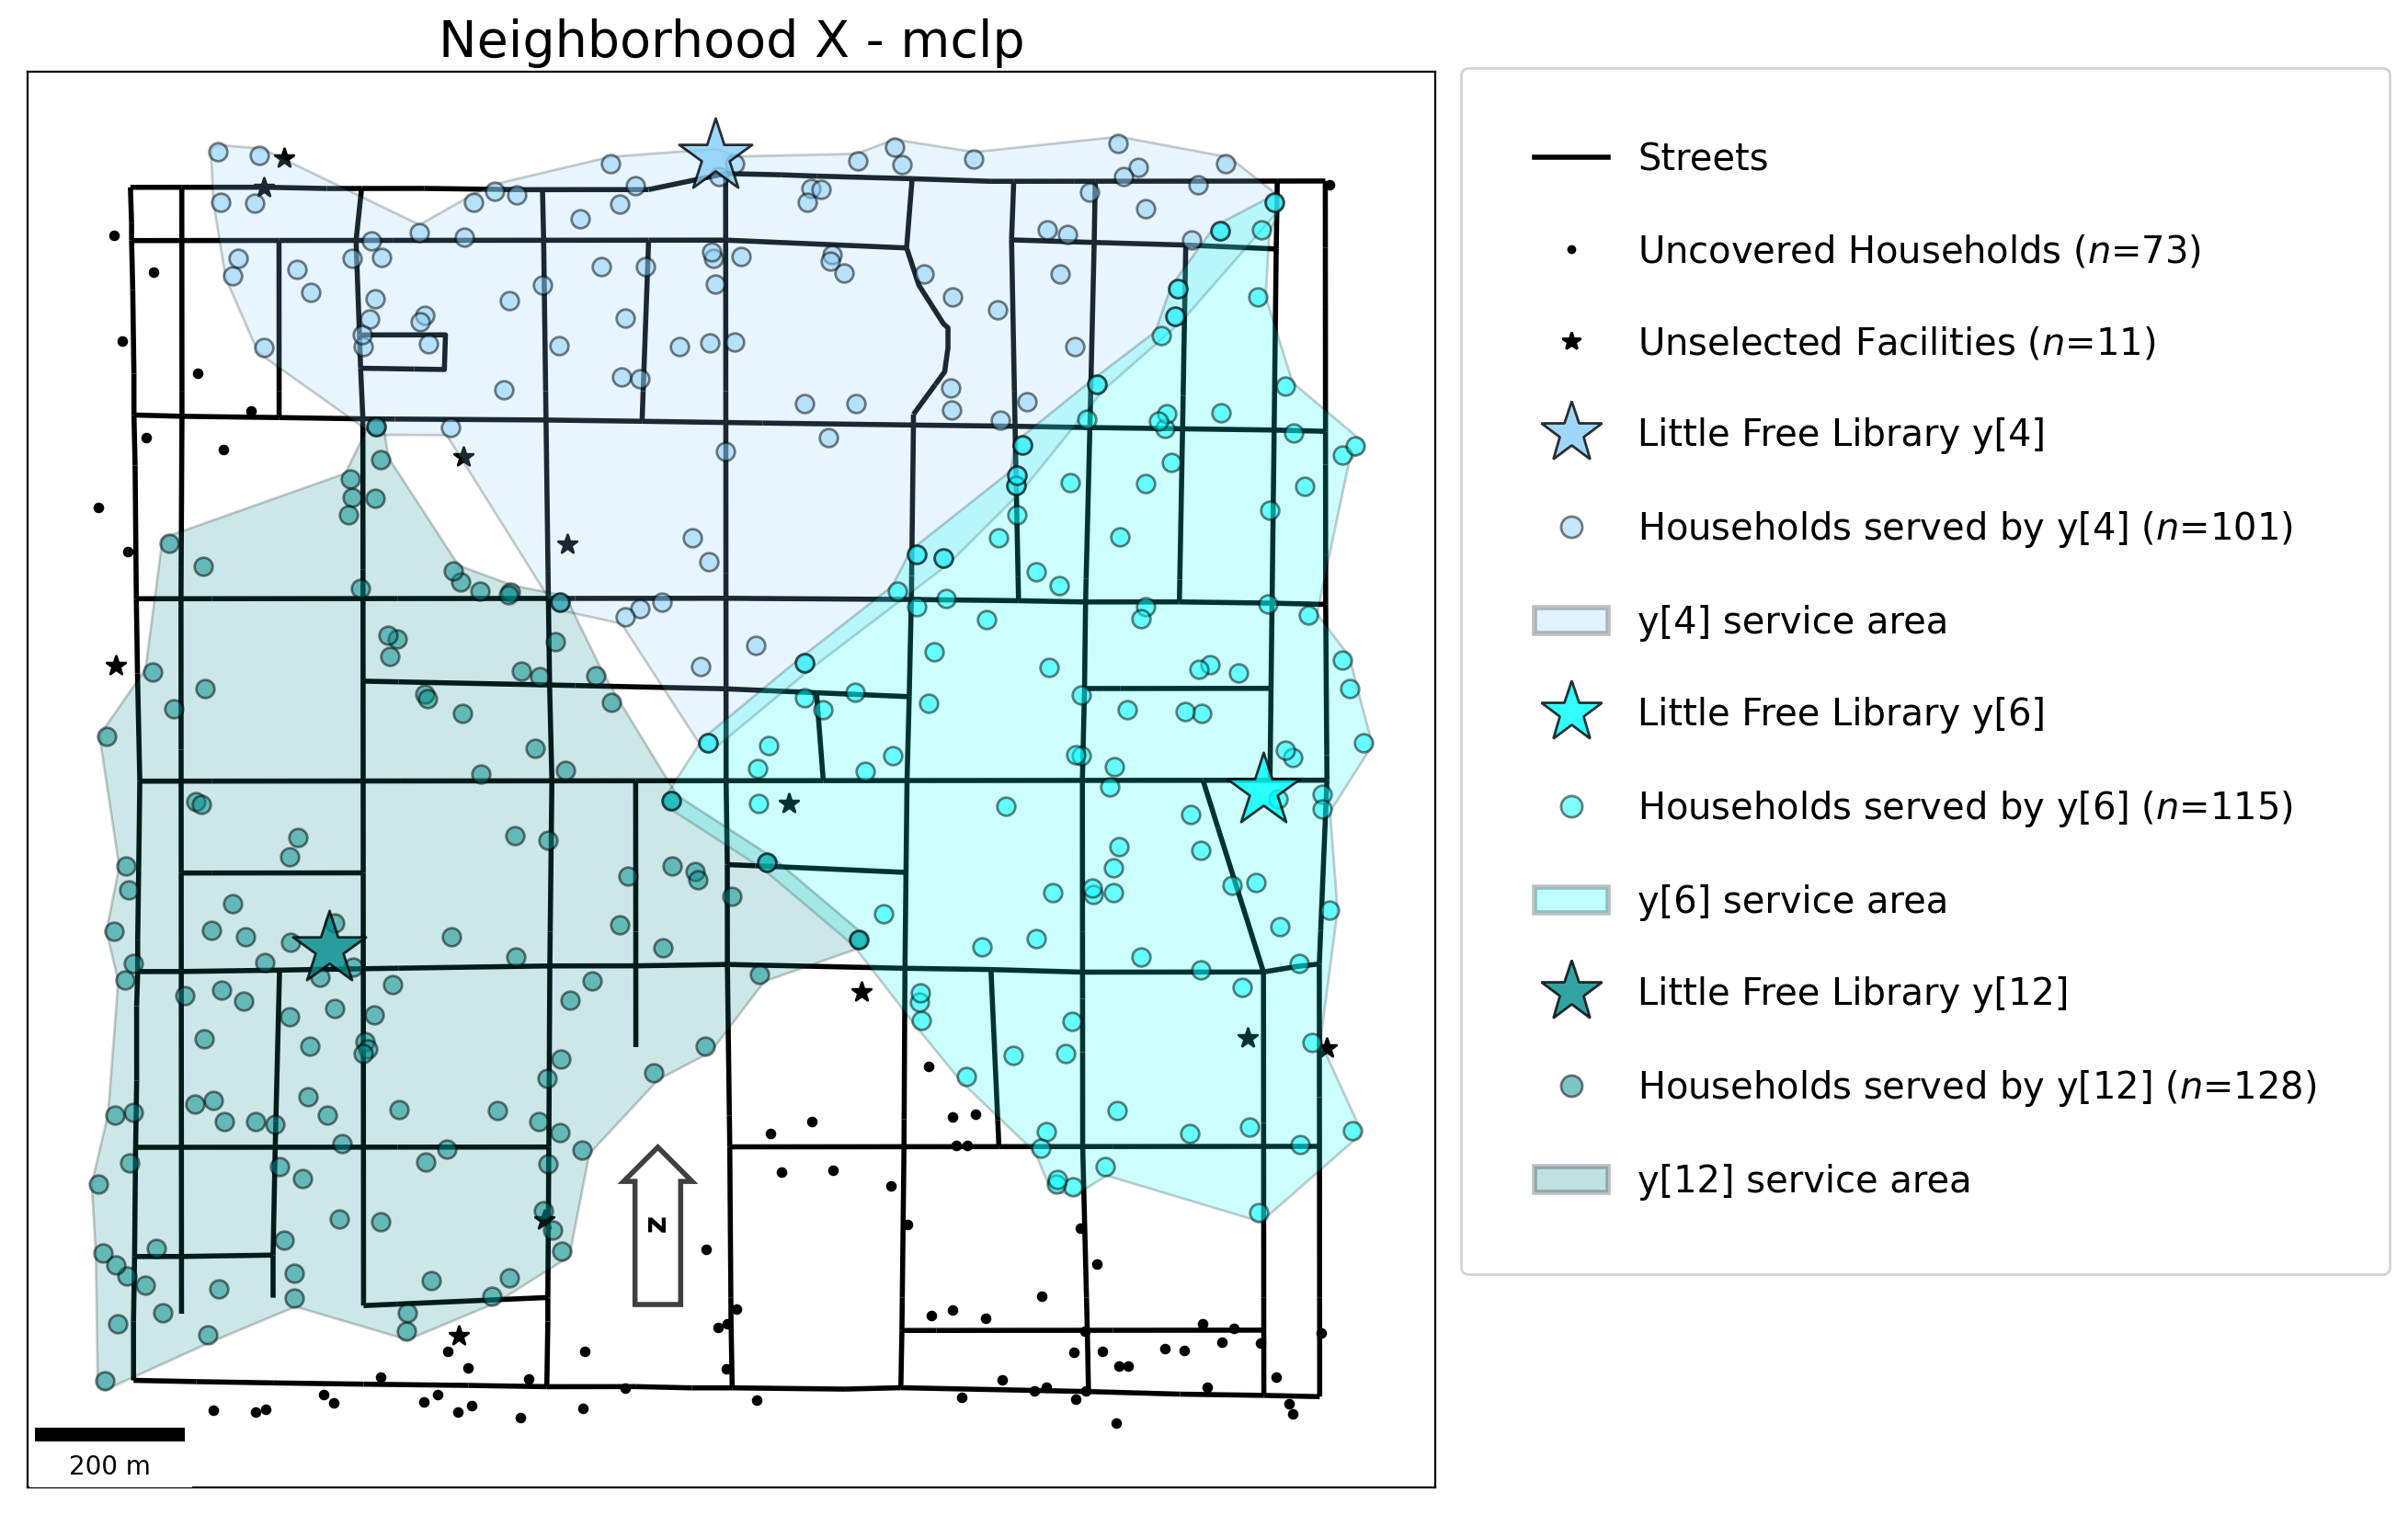 Neighborhood X - mclp
Streets
Uncovered Households (n=73)
Unselected Facilities (n=11)
Little Free Library y[4]
Households served by y[4] (n=101)
y[4] service area
Little Free Library y[6]
Households served by y[6] (n=115)
y[6] service area
Little Free Library y[12]
Households served by y[12] (n=128)
y[12] service area
N
200 m